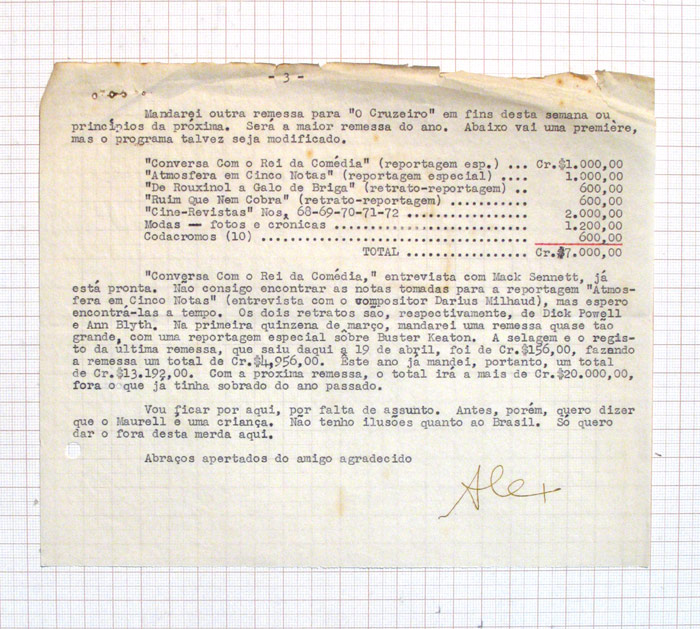 - 3 -
Mandarei outra remessa para "O Cruzeiro" em fins desta semana ou
princípios da próxima. Será a maior remessa do ano. Abaixo vai uma première,
mas o programa talvez seja modificado.
"Conversa Com o Rei da Comédia" (reportagem esp.) ... Cr.$1.000,00
"Atmosfera em Cinco Notas" (reportagem especial) .... 1.000,00
"De Rouxinol a Galo de Briga" (retrato-reportagem) .. 600,00
"Ruim Que Nem Cobra" (retrato-reportagem) ........... 600,00
"Cine-Revistas" Nos, 68-69-70-71-72 ................. 2.000,00
Modas — fotos e crônicas ............................ 1.200,00
Codacromos (10) ..................................... 600,00
TOTAL ............... Cr.$7.000,00
"Conversa Com o Rei da Comédia," entrevista com Mack Sennett, já
está pronta. Não consigo encontrar as notas tomadas para a reportagem "Atmos-
fera em Cinco Notas" (entrevista com o compositor Darius Milhaud), mas espero
encontrá-las a tempo. Os dois retratos são, respectivamente, de Dick Powell
e Ann Blyth. Na primeira quinzena de março, mandarei uma remessa quase tao
grande, com uma reportagem especial sôbre Buster Keaton. A selagem e o regis-
to da última remessa, que saiu daqui a 19 de abril, foi de Cr.$156,00, fazendo
a remessa um total de Cr.$4,956,00. Êste ano já mandei, portanto, um total
de Cr.$13.192,00. Com a próxima remessa, o total irá a mais de Cr.$20.000,00,
fora o que já tinha sobrado do ano passado.
Vou ficar por aqui, por falta de assunto. Antes, porém, quero dizer
que o Maurell é uma criança. Não tenho ilusões quanto ao Brasil. Só quero
dar o fora desta merda aqui.
Abraços apertados do amigo agradecido
Alex